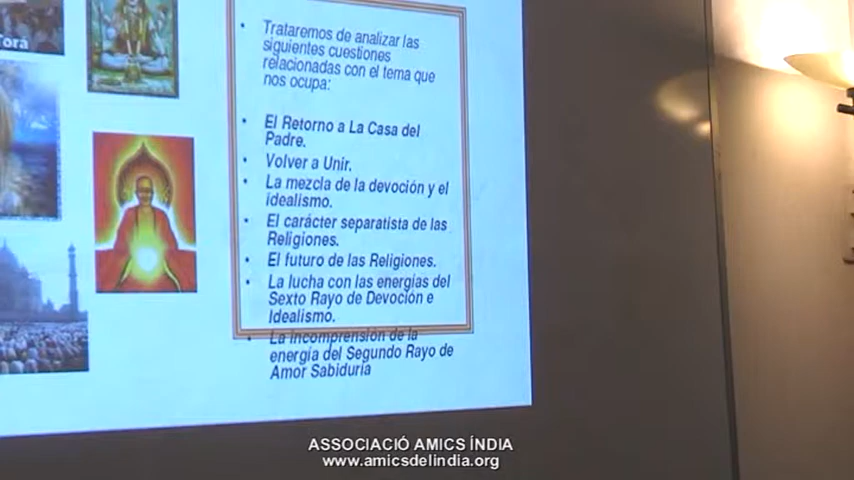 Tora
• Trataremos de analizar las
siguientes cuestiones
relacionadas con el tema que
nos ocupa:
• El Retorno a La Casa del
Padre.
• Volver a Unir.
• La mezcla de la devoción y el
idealismo.
• El carácter separatista de las
Religiones.
• El futuro de las Religiones.
• La lucha con las energías del
Sexto Rayo de Devoción e
Idealismo.
• La incomprensión de la
energía del Segundo Rayo de
Amor Sabiduría
ASSOCIACIÓ AMICS ÍNDIA
www.amicsdelindia.org